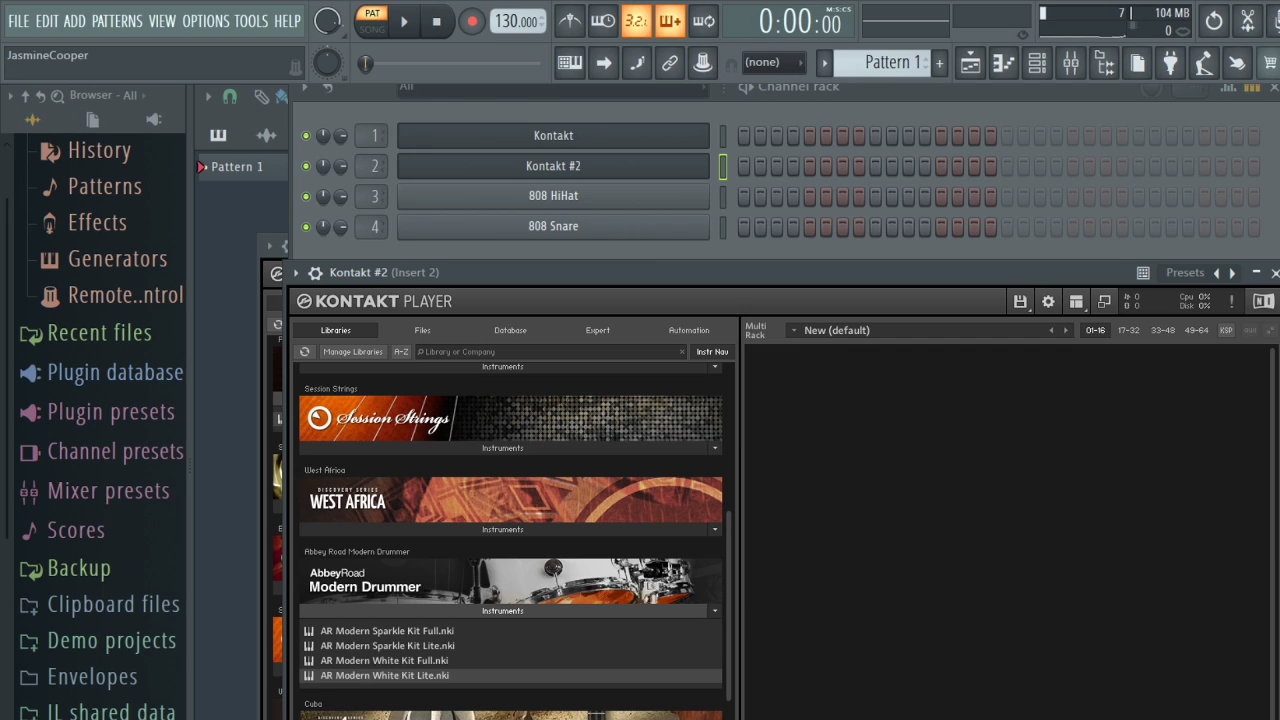 FILE EDIT ADD PATTERNS VIEW OPTIONS TOOLS HELP
PAT
SONG
130.000
3.2.1
0:00:00
M:S:CS
7
104 MB
0
JasmineCooper
(none)
Pattern 1
Browser - All
All
Channel rack
History
Patterns
Effects
Generators
Remote..ntrol
Recent files
Plugin database
Plugin presets
Channel presets
Mixer presets
Scores
Backup
Clipboard files
Demo projects
Envelopes
IL shared data
Pattern 1
1
Kontakt
2
Kontakt #2
3
808 HiHat
4
808 Snare
Kontakt #2 (Insert 2)
Presets
KONTAKT PLAYER
0
0
Cpu 0%
Disk 0%
Libraries
Files
Database
Expert
Automation
Multi
Rack
New (default)
01-16
17-32
33-48
49-64
KSP
Manage Libraries
A-Z
Library or Company
Instr Nav
Instruments
Session Strings
Session Strings
Instruments
West Africa
DISCOVERY SERIES
WEST AFRICA
Instruments
Abbey Road Modern Drummer
AbbeyRoad
Modern Drummer
Instruments
AR Modern Sparkle Kit Full.nki
AR Modern Sparkle Kit Lite.nki
AR Modern White Kit Full.nki
AR Modern White Kit Lite.nki
Cuba